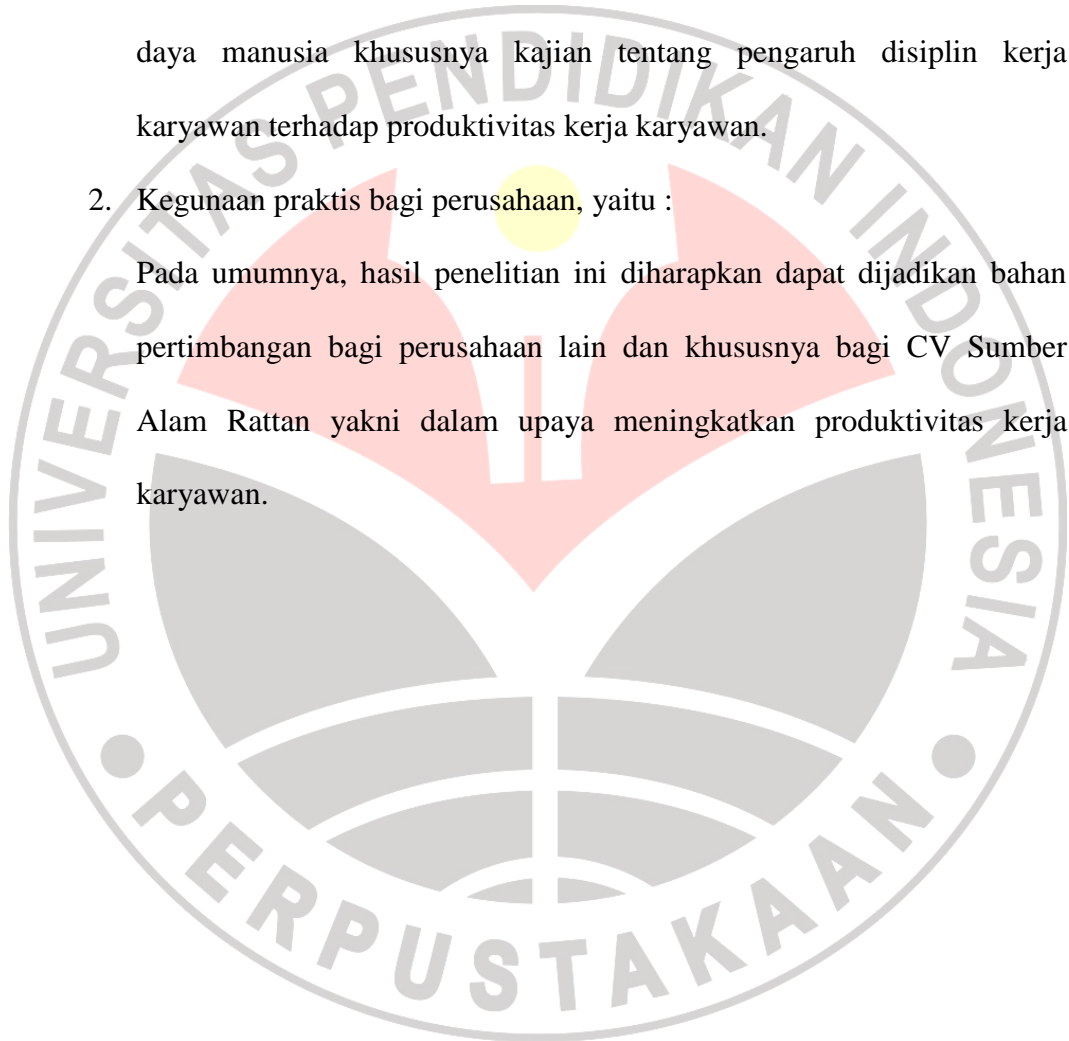 daya manusia khususnya kajian tentang pengaruh disiplin kerja
karyawan terhadap produktivitas kerja karyawan.
2. Kegunaan praktis bagi perusahaan, yaitu :
Pada umumnya, hasil penelitian ini diharapkan dapat dijadikan bahan
pertimbangan bagi perusahaan lain dan khususnya bagi CV Sumber
Alam Rattan yakni dalam upaya meningkatkan produktivitas kerja
karyawan.
UNIVERSITAS PENDIDIKAN INDONESIA
PERPUSTAKAAN